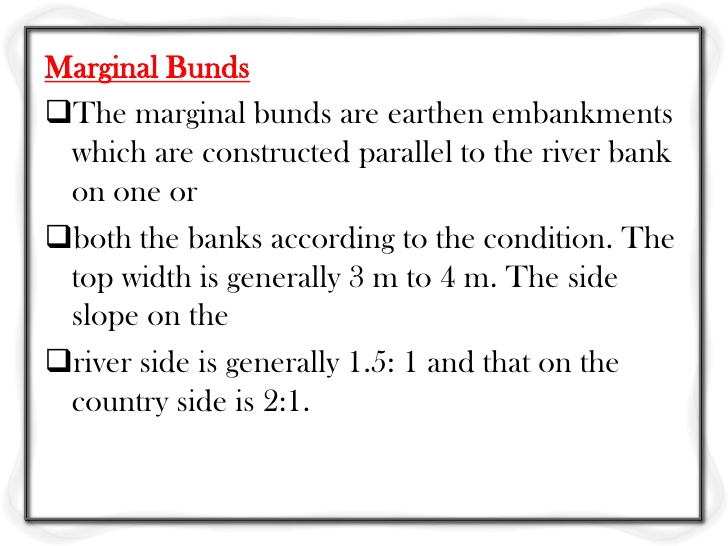 Marginal Bunds
❑The marginal bunds are earthen embankments
which are constructed parallel to the river bank
on one or
❑both the banks according to the condition. The
top width is generally 3 m to 4 m. The side
slope on the
❑river side is generally 1.5: 1 and that on the
country side is 2:1.